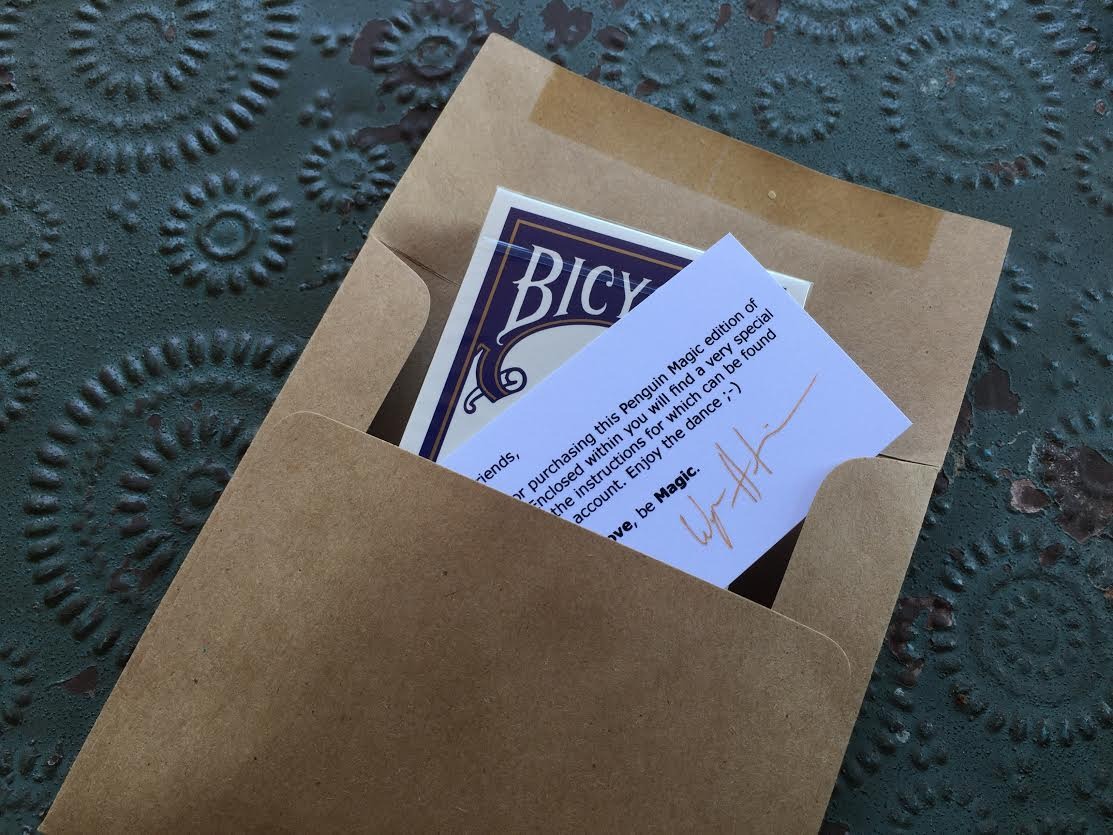 BICY
riends,
or purchasing this Penguin Magic edition of
Enclosed within you will find a very special
the instructions for which can be found
account. Enjoy the dance ;-)
ove, be Magic.